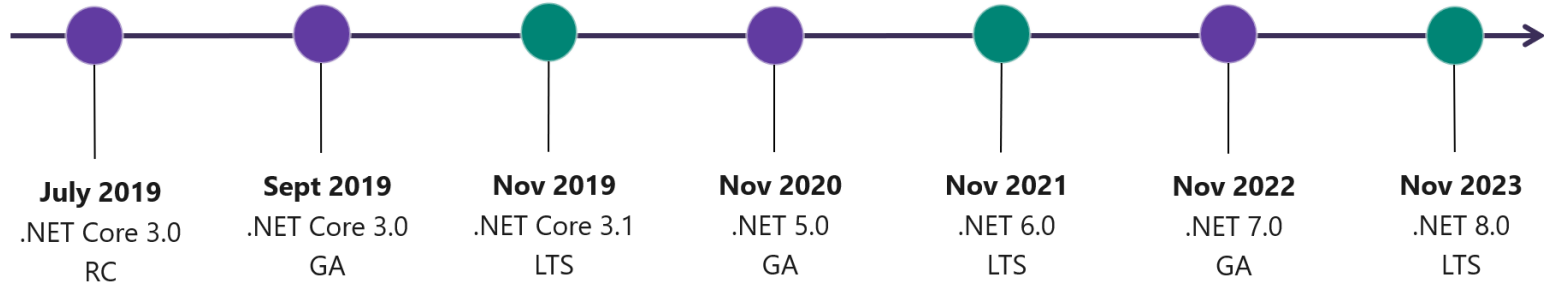 July 2019
.NET Core 3.0
RC
Sept 2019
.NET Core 3.0
GA
Nov 2019
.NET Core 3.1
LTS
Nov 2020
.NET 5.0
GA
Nov 2021
.NET 6.0
LTS
Nov 2022
.NET 7.0
GA
Nov 2023
.NET 8.0
LTS